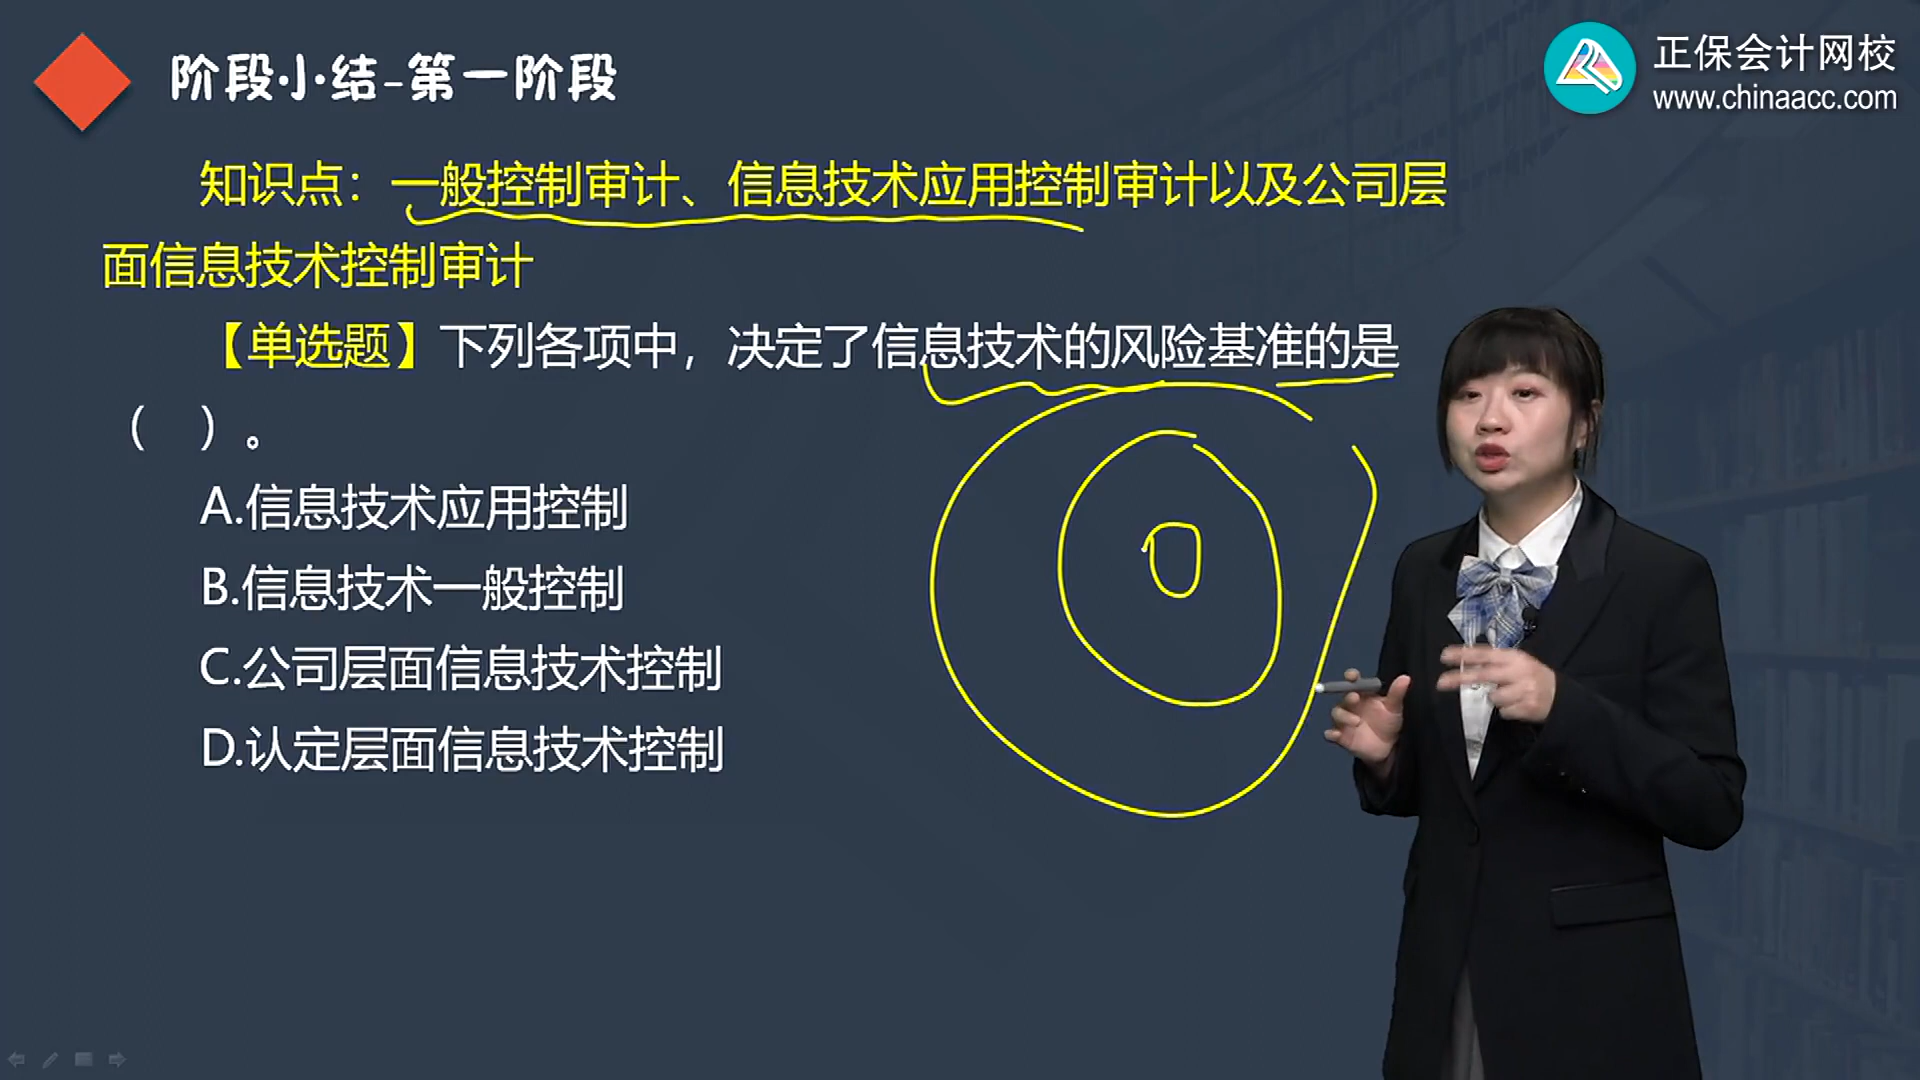 阶段小结-第一阶段
正保会计网校
www.chinaacc.com
知识点：一般控制审计、信息技术应用控制审计以及公司层
面信息技术控制审计
【单选题】下列各项中，决定了信息技术的风险基准的是
（ ）。
A.信息技术应用控制
B.信息技术一般控制
C.公司层面信息技术控制
D.认定层面信息技术控制